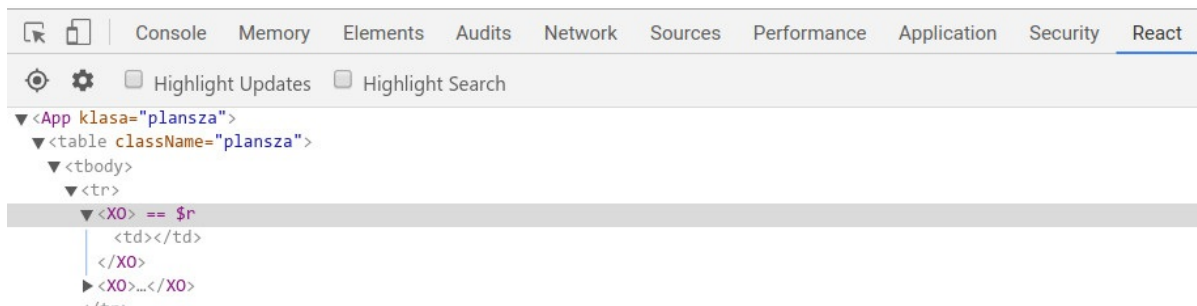 Console Memory Elements Audits Network Sources Performance Application Security React
Highlight Updates Highlight Search
▼<App klasa="plansza">
▼<table className="plansza">
▼<tbody>
▼<tr>
▼<XO> == $r
<td></td>
</XO>
▶<XO>…</XO>
</tr>